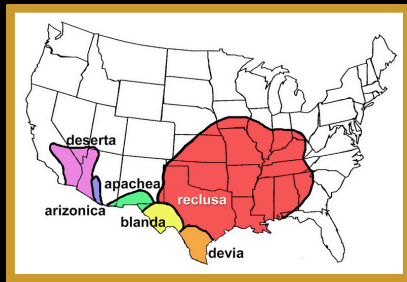 deserta
apachea
reclusa
arizonica
blanda
devia